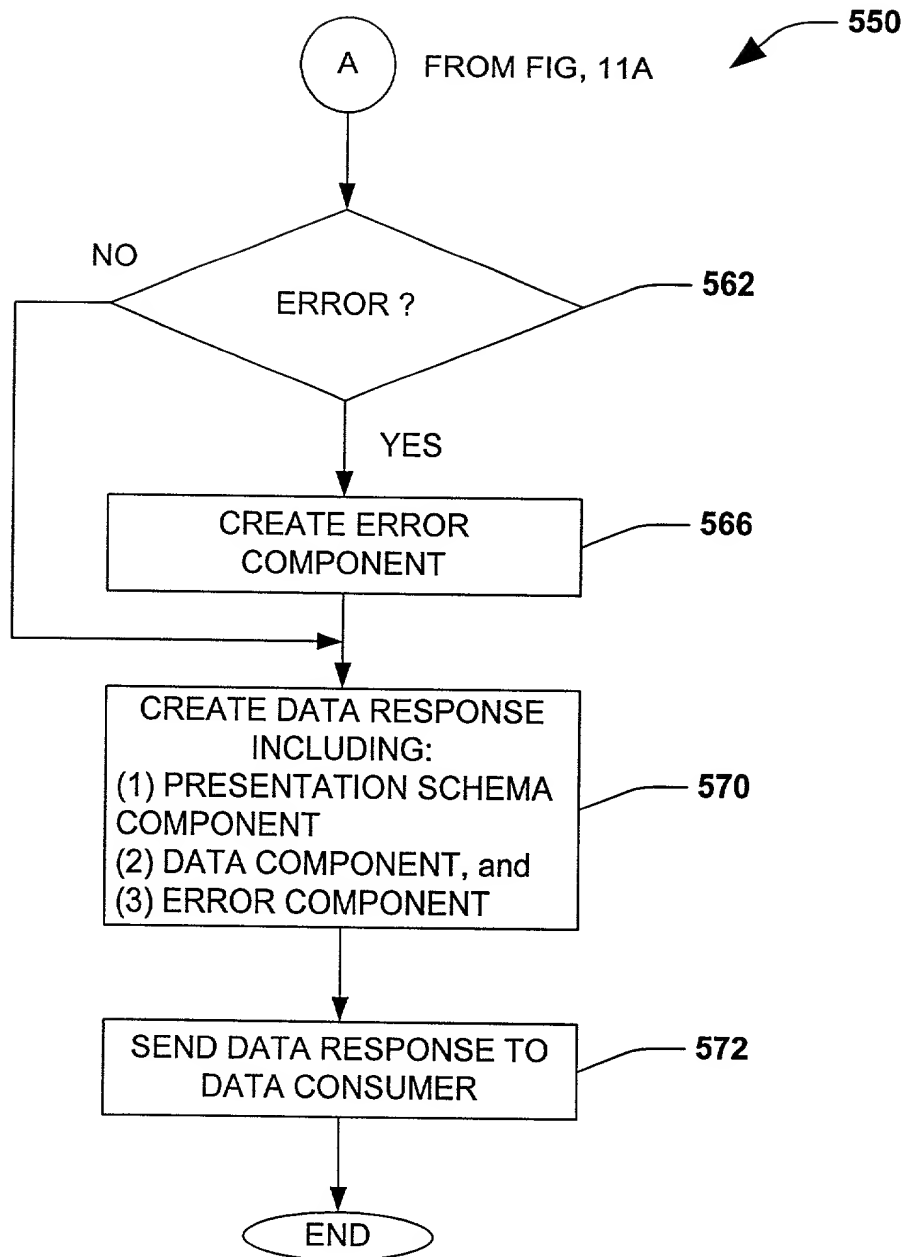 550
A
FROM FIG, 11A
NO
ERROR ?
562
YES
CREATE ERROR
COMPONENT
566
CREATE DATA RESPONSE
INCLUDING:
(1) PRESENTATION SCHEMA
COMPONENT
(2) DATA COMPONENT, and
(3) ERROR COMPONENT
570
SEND DATA RESPONSE TO
DATA CONSUMER
572
END